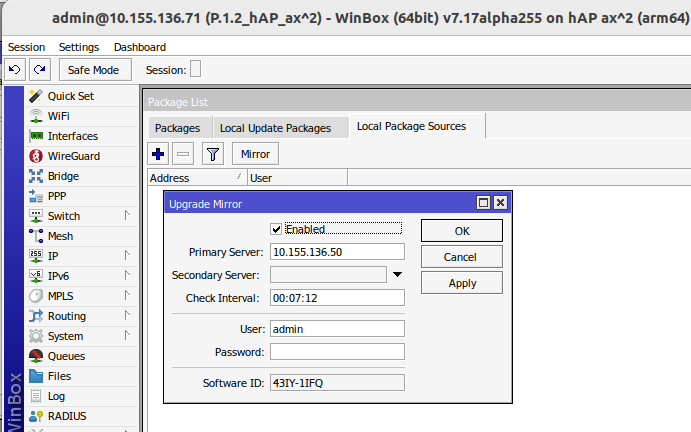 admin@10.155.136.71 (P.1.2_hAP_ax^2) - WinBox (64bit) v7.17alpha255 on hAP ax^2 (arm64)
Session Settings Dashboard
Safe Mode Session:
Quick Set
WiFi
Interfaces
WireGuard
Bridge
PPP
Switch
Mesh
IP
IPv6
MPLS
Routing
System
Queues
Files
Log
RADIUS
WinBox
Package List
Packages Local Update Packages Local Package Sources
Mirror
Address User
Upgrade Mirror
Enabled
Primary Server: 10.155.136.50
Secondary Server:
Check Interval: 00:07:12
User: admin
Password:
Software ID: 43IY-1IFQ
OK
Cancel
Apply